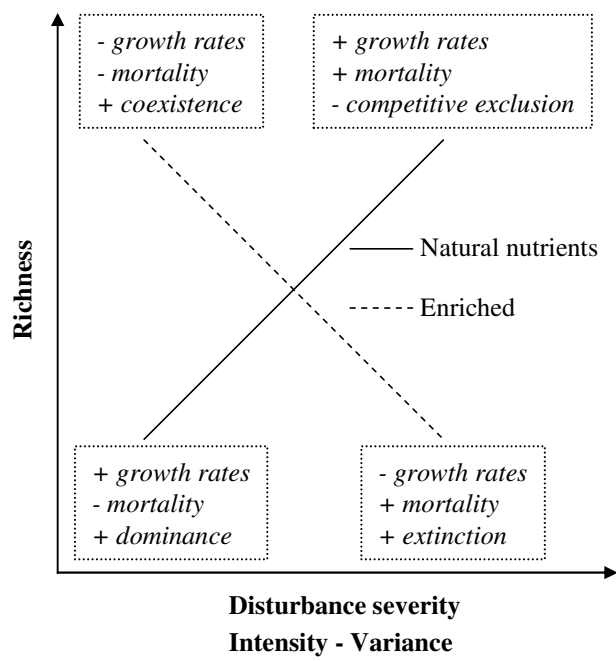 - growth rates
- mortality
+ coexistence
+ growth rates
+ mortality
- competitive exclusion
Richness
Natural nutrients
Enriched
+ growth rates
- mortality
+ dominance
- growth rates
+ mortality
+ extinction
Disturbance severity
Intensity - Variance